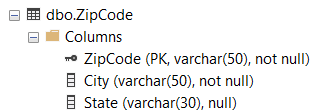 dbo.ZipCode
Columns
ZipCode (PK, varchar(50), not null)
City (varchar(50), not null)
State (varchar(30), null)